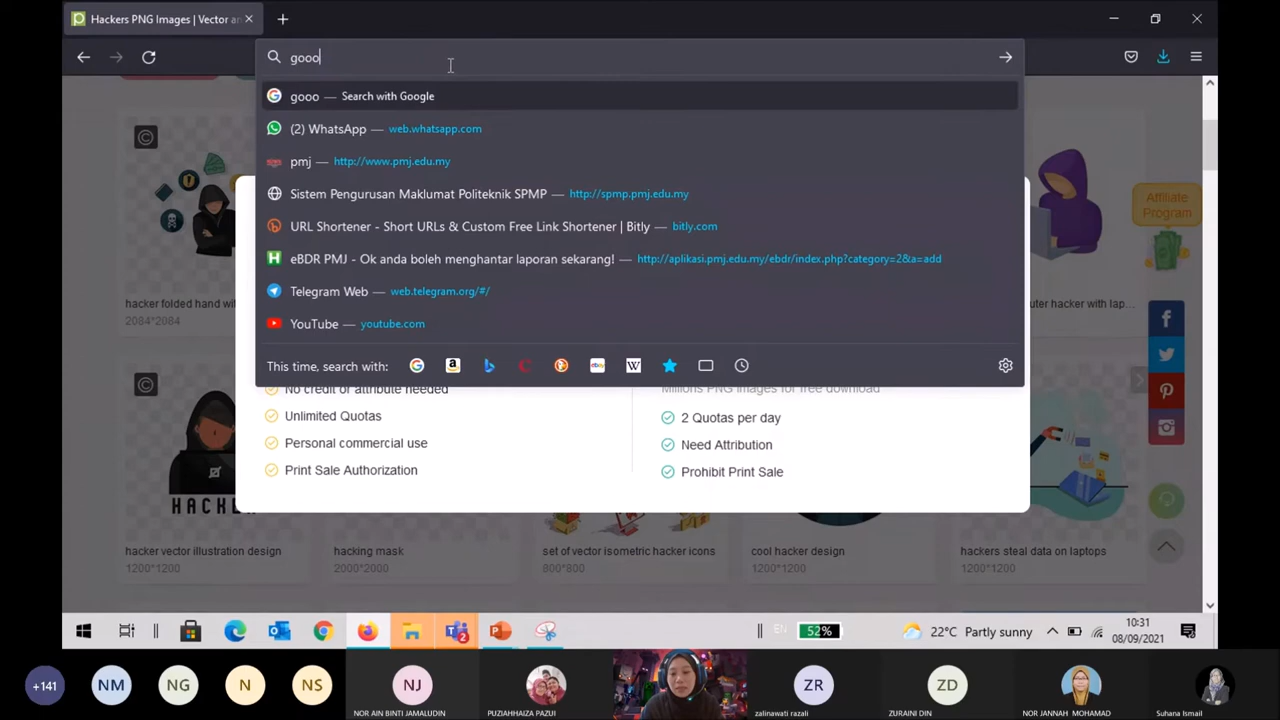 Hackers PNG Images | Vector an
gooo
gooo — Search with Google
(2) WhatsApp — web.whatsapp.com
pmj — http://www.pmj.edu.my
Sistem Pengurusan Maklumat Politeknik SPMP — http://spmp.pmj.edu.my
URL Shortener - Short URLs & Custom Free Link Shortener | Bitly — bitly.com
eBDR PMJ - Ok anda boleh menghantar laporan sekarang! — http://aplikasi.pmj.edu.my/ebdr/index.php?category=2&a=add
Telegram Web — web.telegram.org/#/
YouTube — youtube.com
This time, search with:
Affiliate
Program
hacker folded hand wi
2084*2084
uter hacker with lap...
No credit or attribute needed
Unlimited Quotas
Personal commercial use
Print Sale Authorization
Millions PNG images for free download
2 Quotas per day
Need Attribution
Prohibit Print Sale
HACKER
hacker vector illustration design
1200*1200
hacking mask
2000*2000
set of vector isometric hacker icons
800*800
cool hacker design
1200*1200
hackers steal data on laptops
1200*1200
2
EN
52%
22°C Partly sunny
10:31
08/09/2021
+141
NM
NG
N
NS
NJ
NOR AIN BINTI JAMALUDIN
PUZIAHHAIZA PAZUI
ZR
zalinawati razali
ZD
ZURAINI DIN
NOR JANNAH MOHAMAD
Suhana Ismail